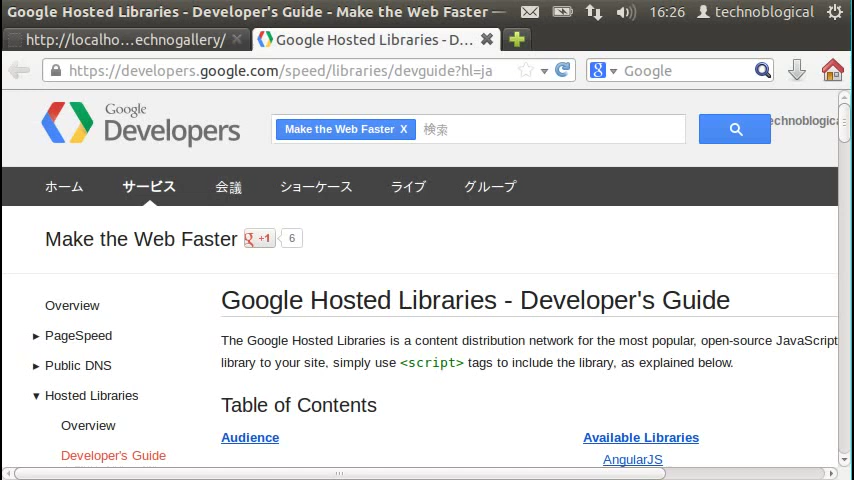 Google Hosted Libraries - Developer's Guide - Make the Web Faster —
16:26
technoblogical
http://localho...echnogallery/
Google Hosted Libraries - D...
https://developers.google.com/speed/libraries/devguide?hl=ja
Google
Google
Developers
Make the Web Faster X
検索
echnoblogica
ホーム
サービス
会議
ショーケース
ライブ
グループ
Make the Web Faster
g +1
6
Overview
PageSpeed
Public DNS
Hosted Libraries
Overview
Developer's Guide
Google Hosted Libraries - Developer's Guide
The Google Hosted Libraries is a content distribution network for the most popular, open-source JavaScript
library to your site, simply use <script> tags to include the library, as explained below.
Table of Contents
Audience
Available Libraries
AngularJS